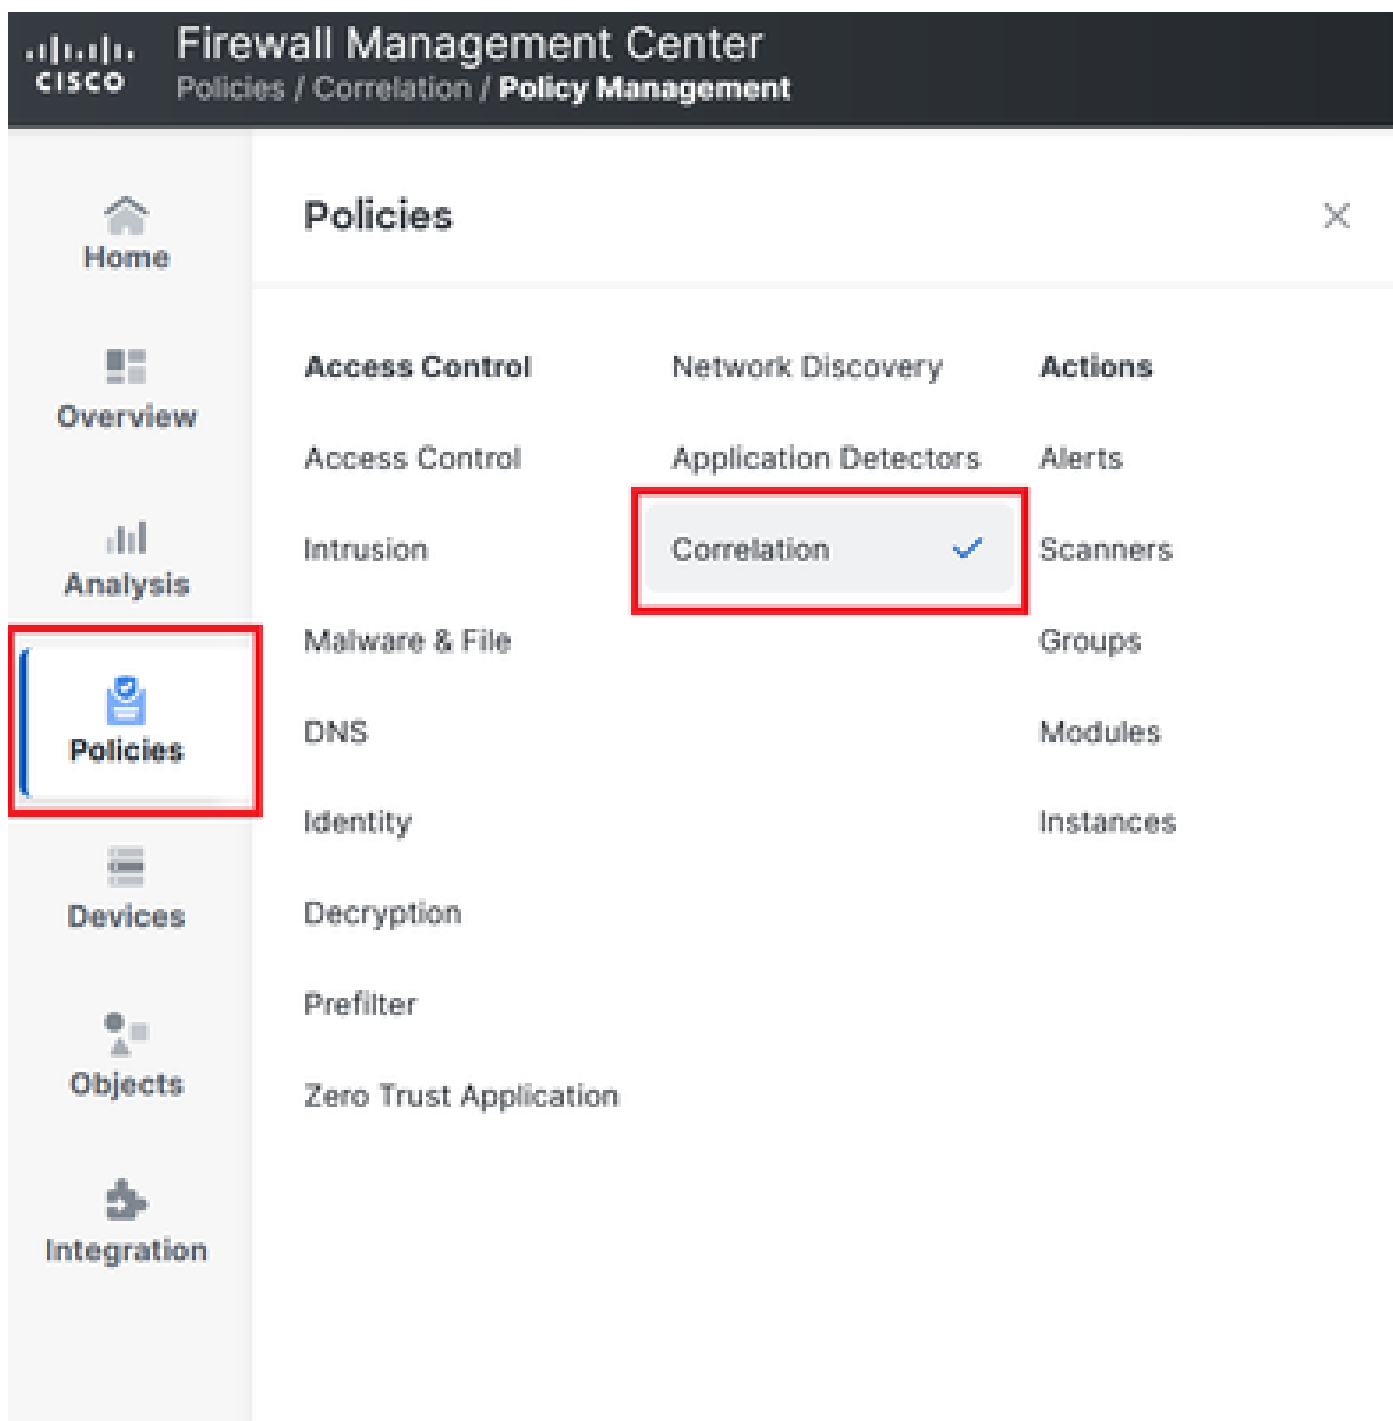 CISCO
Firewall Management Center
Policies / Correlation / Policy Management
Home
Overview
Analysis
Policies
Devices
Objects
Integration
Policies
Access Control
Access Control
Intrusion
Malware & File
DNS
Identity
Decryption
Prefilter
Zero Trust Application
Network Discovery
Application Detectors
Correlation
Actions
Alerts
Scanners
Groups
Modules
Instances